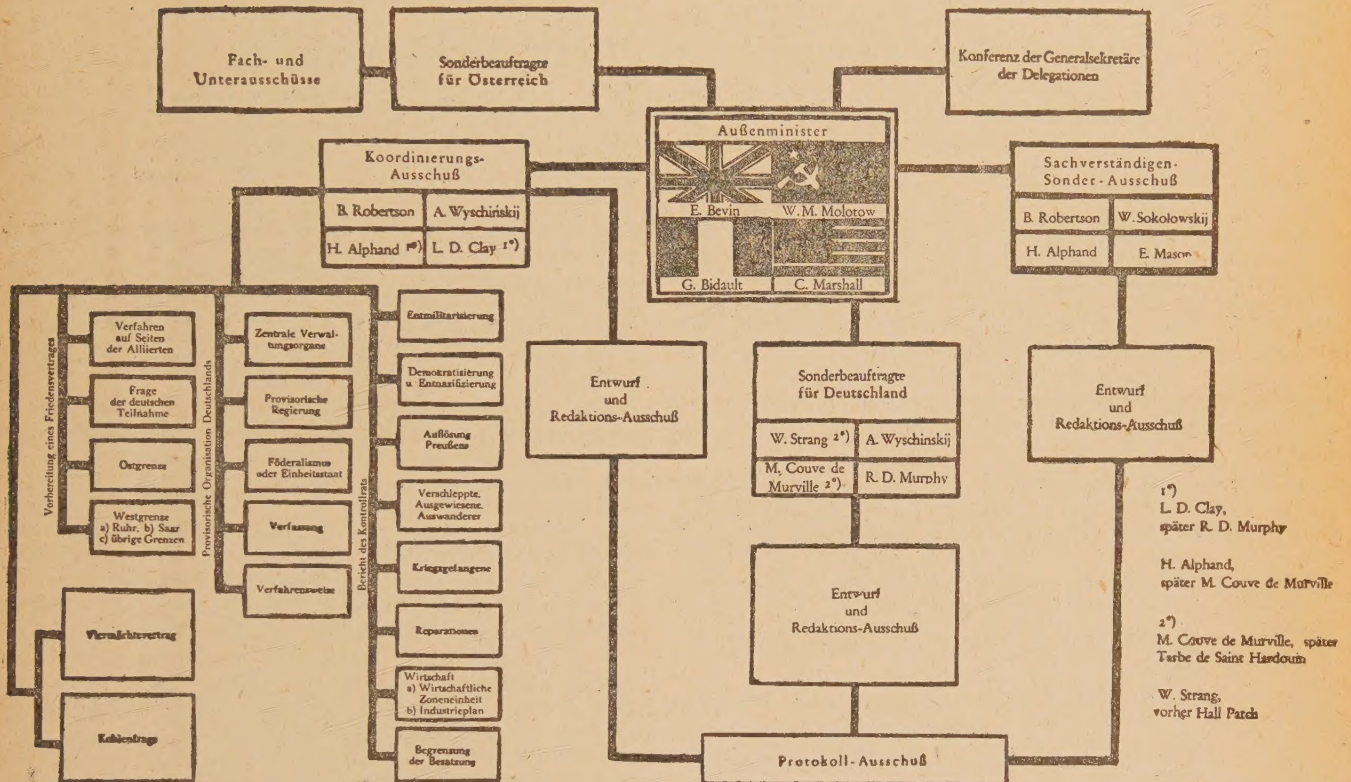 Fach- und
Unterausschüsse
Sonderbeauftragte
für Österreich
Konferenz der Generalsekretäre
der Delegationen
Außenminister
E. Bevin
W. M. Molotow
G. Bidault
C. Marshall
Koordinierungs-
Ausschuß
B. Robertson
A. Wyschinskij
H. Alphand 1*)
L. D. Clay 1*)
Sachverständigen-
Sonder-Ausschuß
B. Robertson
W. Sokolowskij
H. Alphand
E. Mason
Vorbereitung eines Friedensvertrages
Verfahren
auf Seiten
der Alliierten
Frage
der deutschen
Teilnahme
Ostgrenze
Westgrenze
a) Ruhr, b) Saar
c) übrige Grenzen
Provisorische Organisation Deutschlands
Zentrale Verwal-
tungsorgane
Provisorische
Regierung
Föderalismus
oder Einheitsstaat
Verfassung
Verfahrensweise
Bericht des Kontrollrats
Entmilitarisierung
Demokratisierung
u. Entnazifizierung
Auflösung
Preußens
Verschleppte,
Ausgewiesene,
Auswanderer
Kriegsgefangene
Reparationen
Wirtschaft
a) Wirtschaftliche
Zoneneinheit
b) Industrieplan
Begrenzung
der Besatzung
Viermächtevertrag
Kohlenfrage
Entwurf
und
Redaktions-Ausschuß
Sonderbeauftragte
für Deutschland
W. Strang 2*)
A. Wyschinskij
M. Couve de
Murville 2*)
R. D. Murphy
Entwurf
und
Redaktions-Ausschuß
Entwurf
und
Redaktions-Ausschuß
Protokoll-Ausschuß
1*)
L. D. Clay,
später R. D. Murphy
H. Alphand,
später M. Couve de Murville
2*)
M. Couve de Murville, später
Tarbe de Saint Hardouin
W. Strang,
vorher Hall Patch